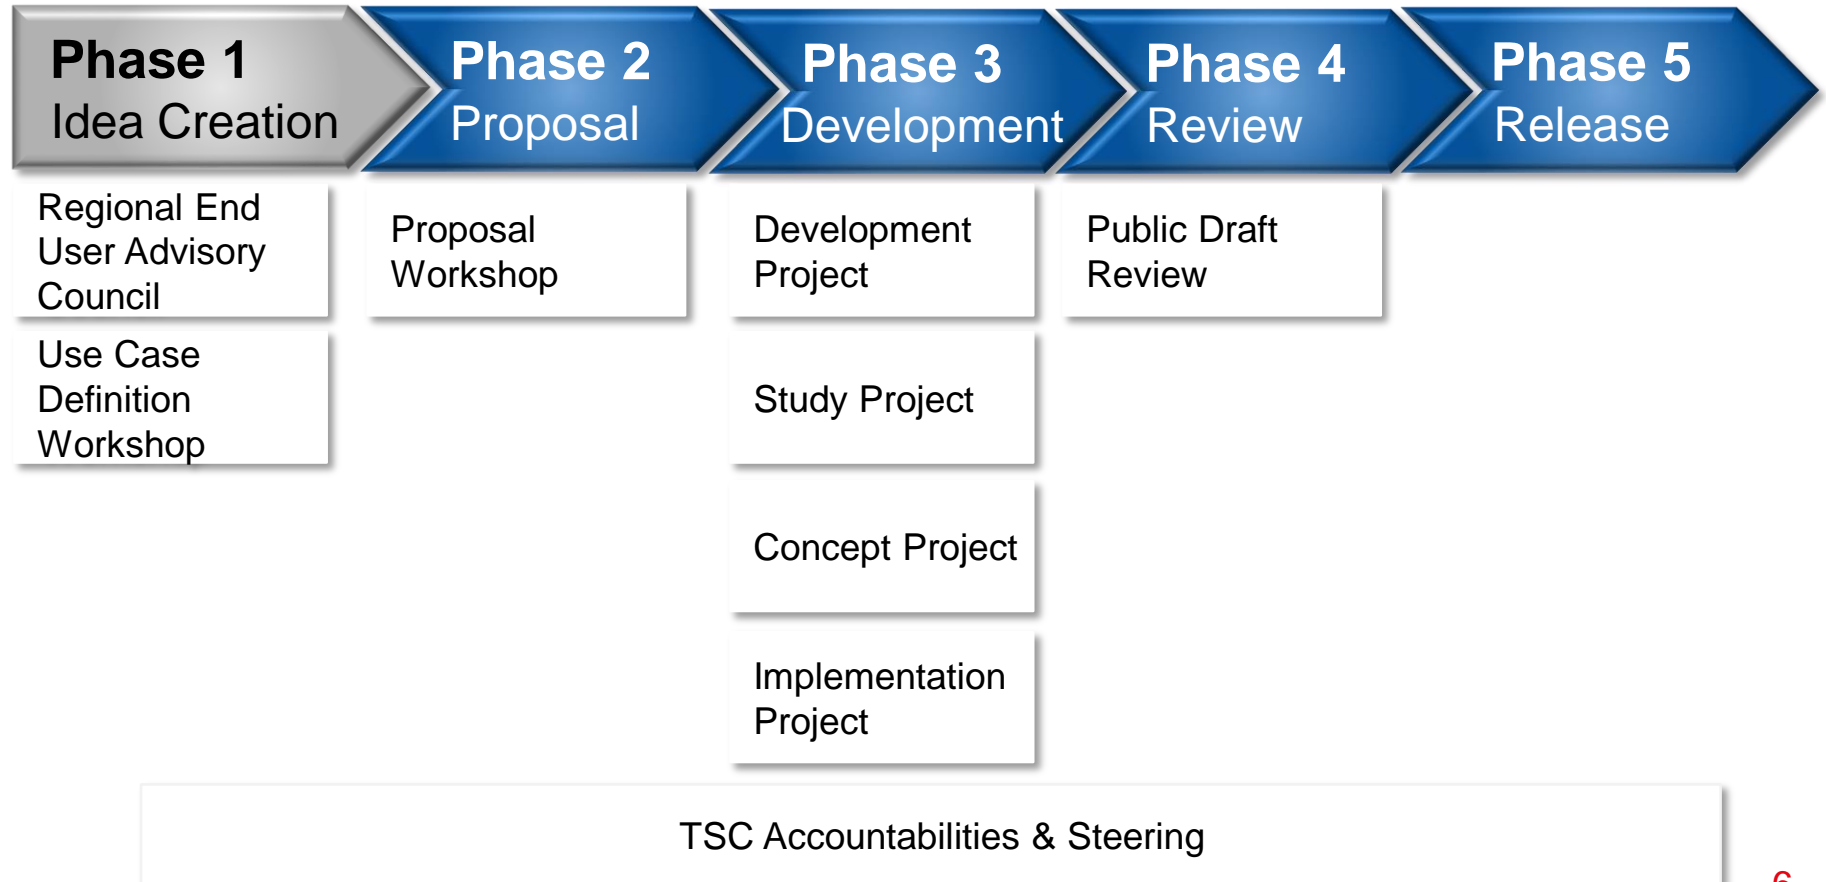 Phase 1
Idea Creation
Phase 2
Proposal
Phase 3
Development
Phase 4
Review
Phase 5
Release
Regional End
User Advisory
Council
Use Case
Definition
Workshop
Proposal
Workshop
Development
Project
Study Project
Concept Project
Implementation
Project
Public Draft
Review
TSC Accountabilities & Steering